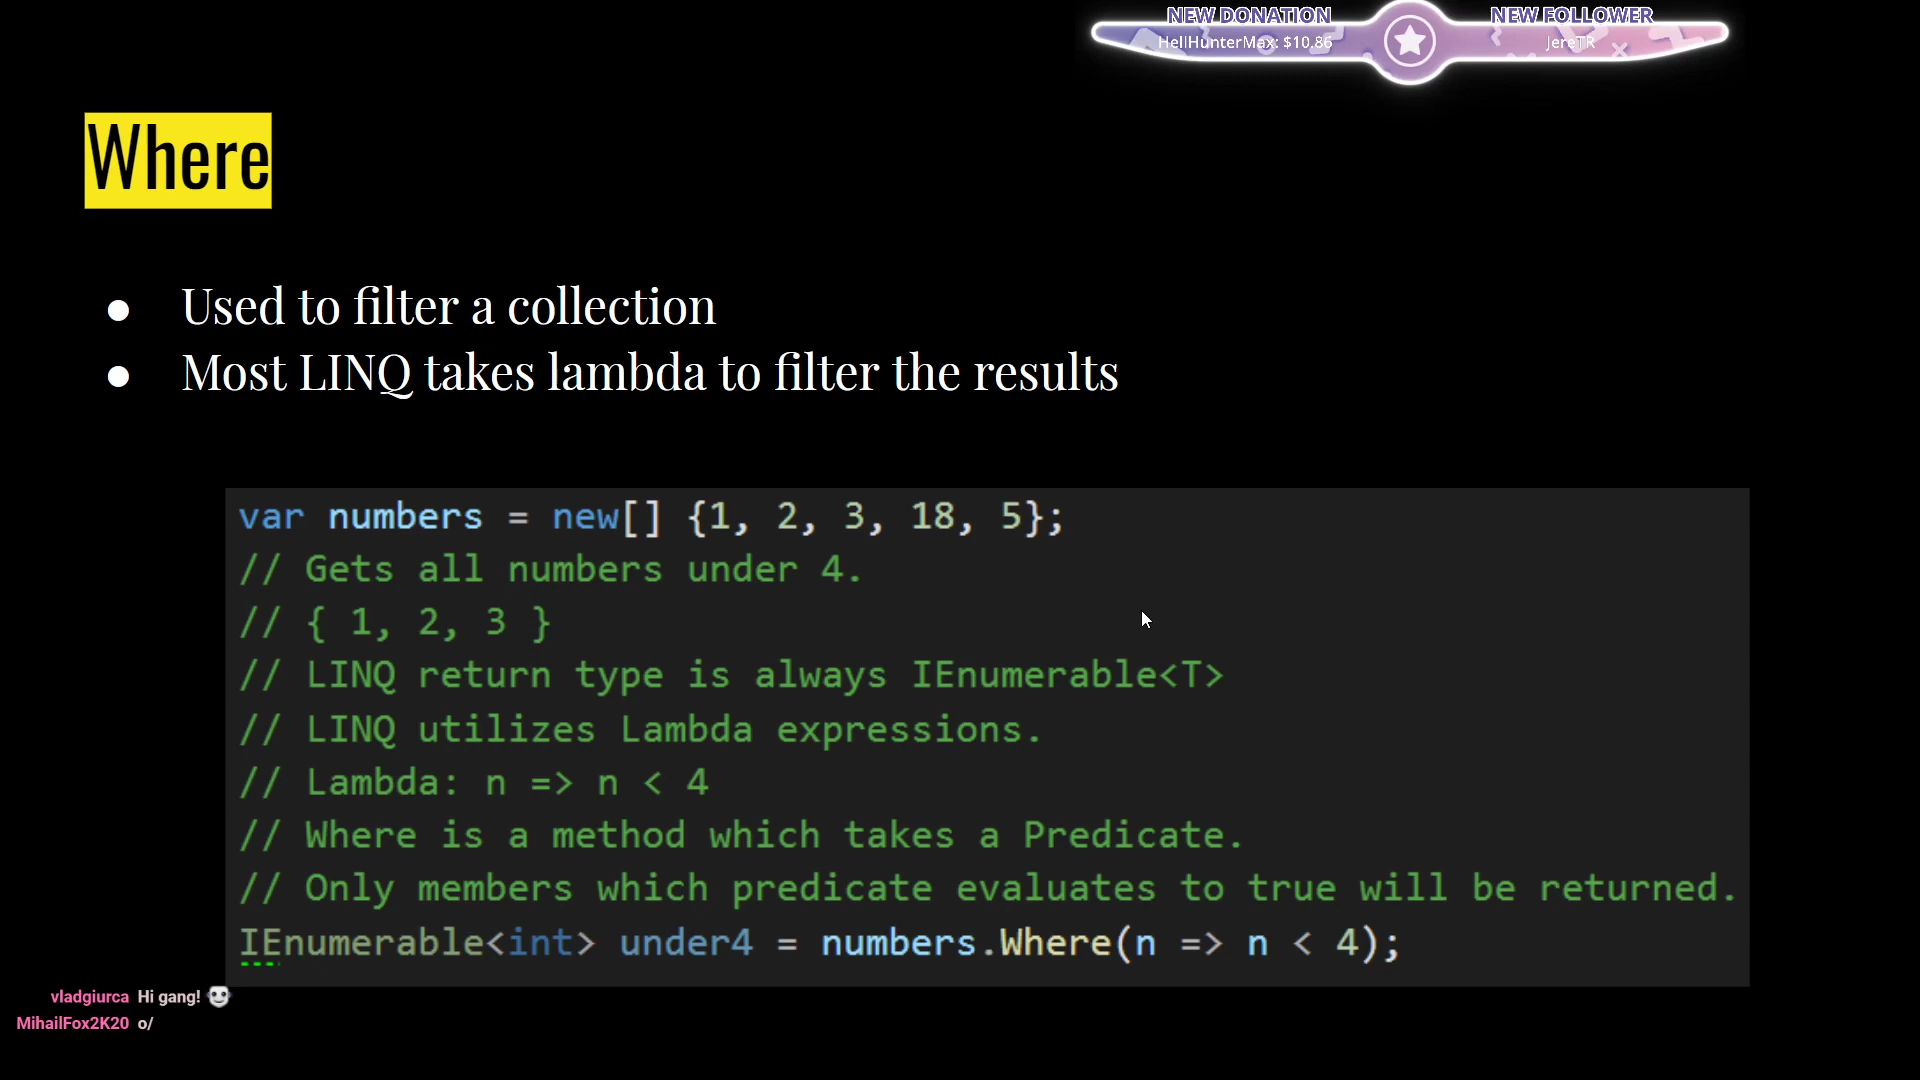 NEW DONATION
HellHunterMax: $10.86
NEW FOLLOWER
JereTR
Where
● Used to filter a collection
● Most LINQ takes lambda to filter the results
var numbers = new[] {1, 2, 3, 18, 5};
// Gets all numbers under 4.
// { 1, 2, 3 }
// LINQ return type is always IEnumerable<T>
// LINQ utilizes Lambda expressions.
// Lambda: n => n < 4
// Where is a method which takes a Predicate.
// Only members which predicate evaluates to true will be returned.
IEnumerable<int> under4 = numbers.Where(n => n < 4);
vladgiurca Hi gang!
MihailFox2K20 o/